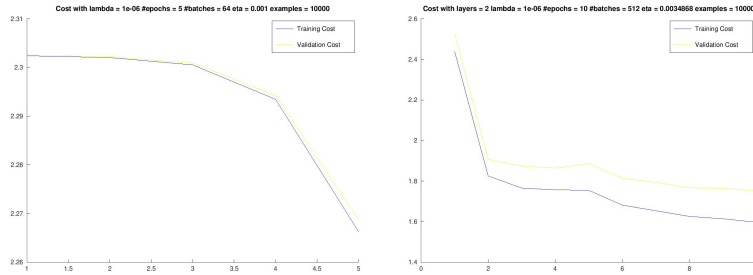 Cost with lambda = 1e-06 #epochs = 5 #batches = 64 eta = 0.001 examples = 10000
2.31
2.3
2.29
2.28
2.27
2.26
1 1.5 2 2.5 3 3.5 4 4.5 5
Training Cost
Validation Cost
Cost with layers = 2 lambda = 1e-06 #epochs = 10 #batches = 512 eta = 0.0034868 examples = 10000
2.6
2.4
2.2
2
1.8
1.6
1.4
0 2 4 6 8
Training Cost
Validation Cost